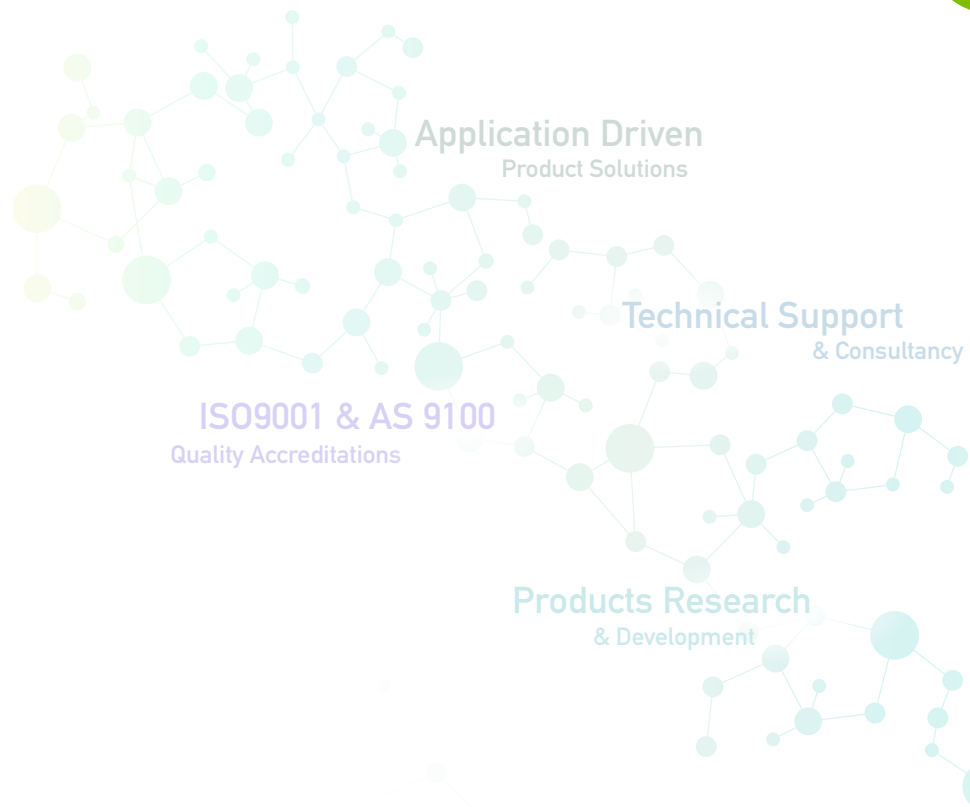 Application Driven
Product Solutions
Technical Support
& Consultancy
ISO9001 & AS 9100
Quality Accreditations
Products Research
& Development